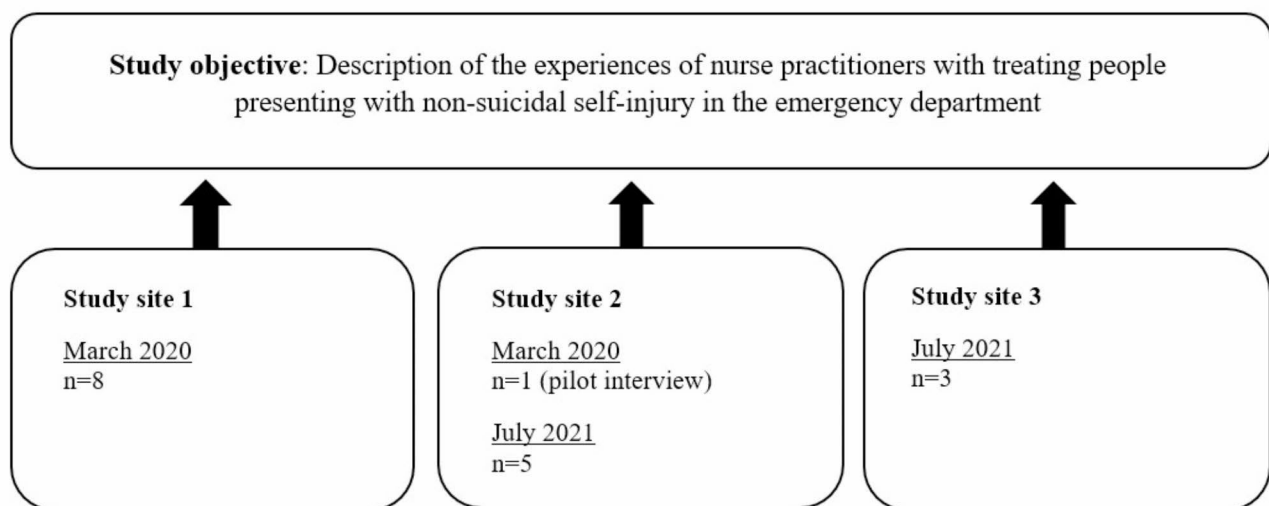 Study objective: Description of the experiences of nurse practitioners with treating people
presenting with non-suicidal self-injury in the emergency department
Study site 1
March 2020
n=8
Study site 2
March 2020
n=1 (pilot interview)
July 2021
n=5
Study site 3
July 2021
n=3